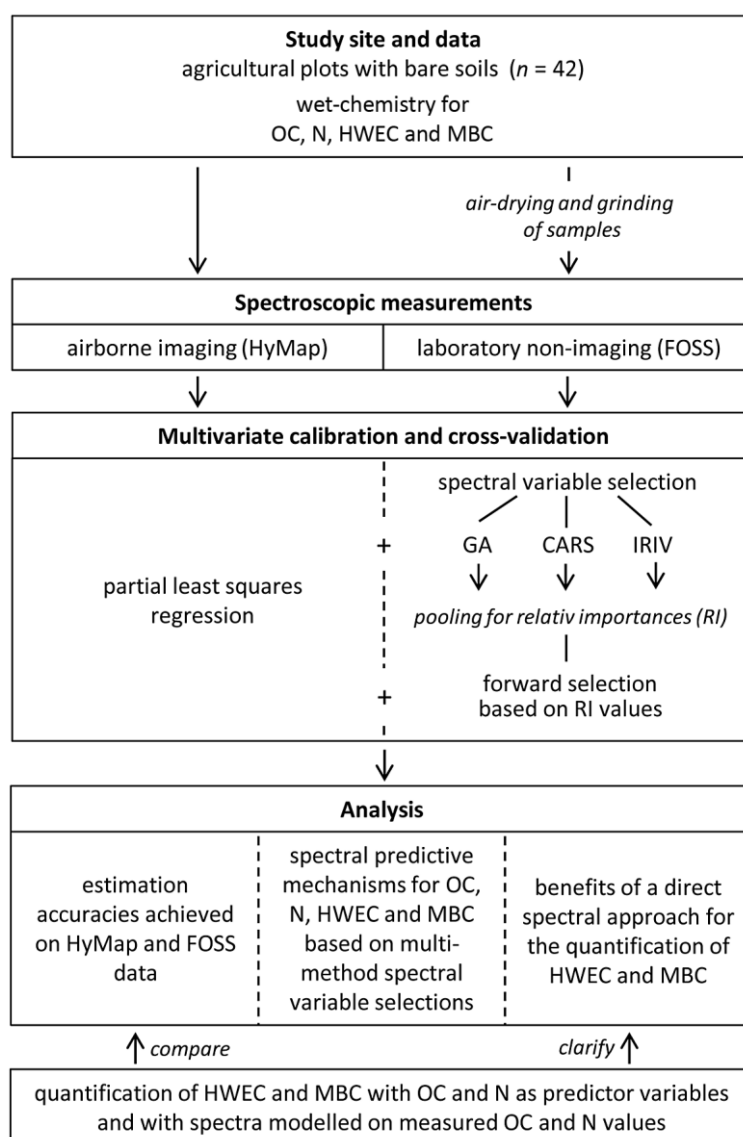 Study site and data
agricultural plots with bare soils (n = 42)
wet-chemistry for
OC, N, HWEC and MBC
air-drying and grinding
of samples
Spectroscopic measurements
airborne imaging (HyMap)
laboratory non-imaging (FOSS)
Multivariate calibration and cross-validation
partial least squares
regression
+
spectral variable selection
GA CARS IRIV
pooling for relativ importances (RI)
+
forward selection
based on RI values
Analysis
estimation
accuracies achieved
on HyMap and FOSS
data
spectral predictive
mechanisms for OC,
N, HWEC and MBC
based on multi-
method spectral
variable selections
benefits of a direct
spectral approach for
the quantification of
HWEC and MBC
compare
clarify
quantification of HWEC and MBC with OC and N as predictor variables
and with spectra modelled on measured OC and N values